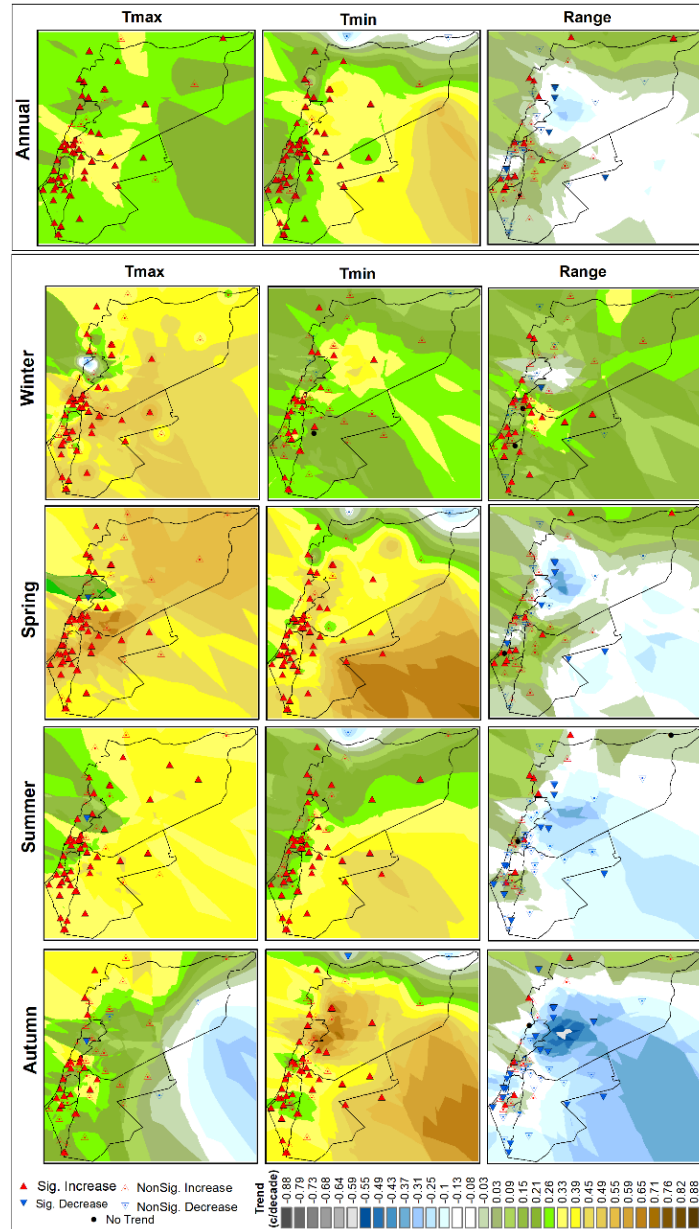 Tmax Tmin Range
Annual
Tmax Tmin Range
Winter
Spring
Summer
Autumn
Sig. Increase NonSig. Increase
Sig. Decrease NonSig. Decrease
No Trend
Trend
(c/decade)
-0.88
-0.79
-0.73
-0.68
-0.64
-0.59
-0.55
-0.49
-0.43
-0.37
-0.31
-0.25
-0.1
-0.13
-0.08
-0.03
0.03
0.09
0.15
0.21
0.26
0.33
0.39
0.45
0.49
0.55
0.59
0.65
0.71
0.76
0.82
0.88